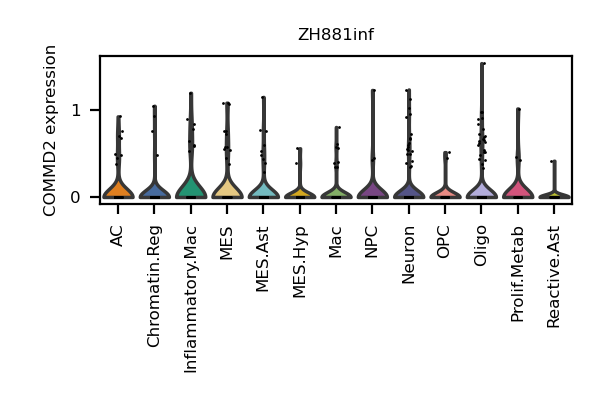 ZH881inf
COMMD2 expression
1
0
AC
Chromatin.Reg
Inflammatory.Mac
MES
MES.Ast
MES.Hyp
Mac
NPC
Neuron
OPC
Oligo
Prolif.Metab
Reactive.Ast